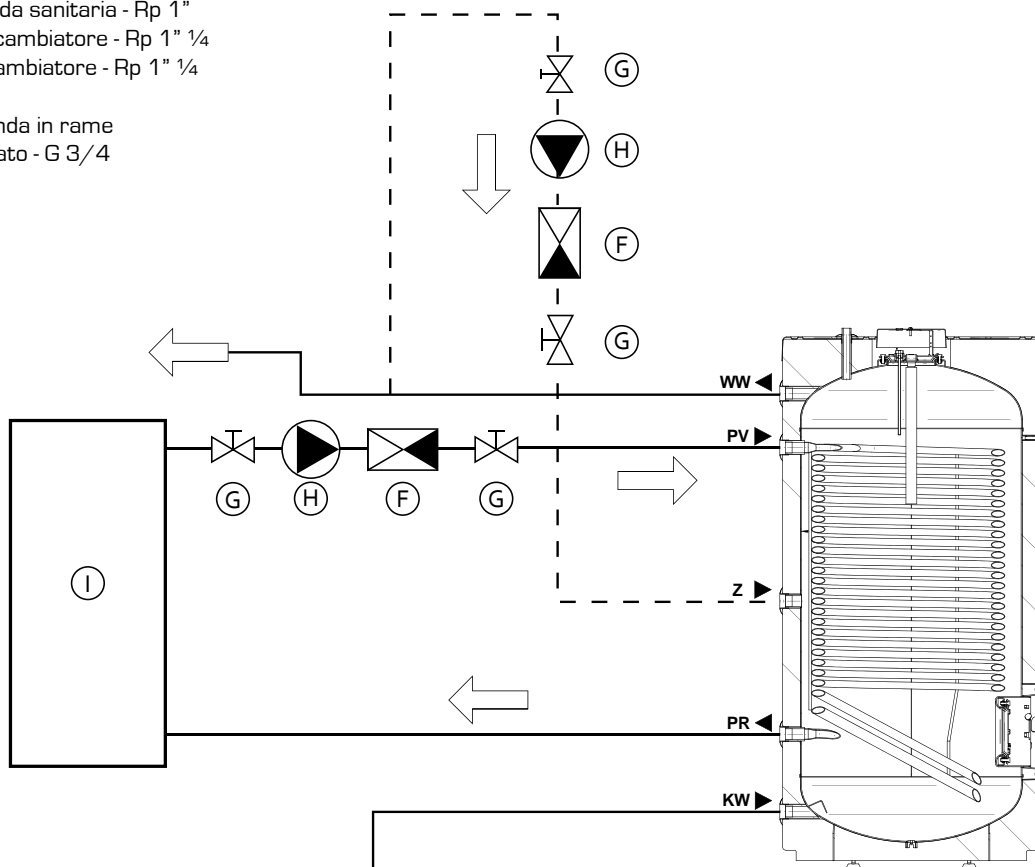 da sanitaria - Rp 1"
cambiatore - Rp 1" ¼
ambiatore - Rp 1" ¼
nda in rame
ato - G 3/4
G
H
F
G
WW
PV
G
H
F
G
I
Z
PR
KW